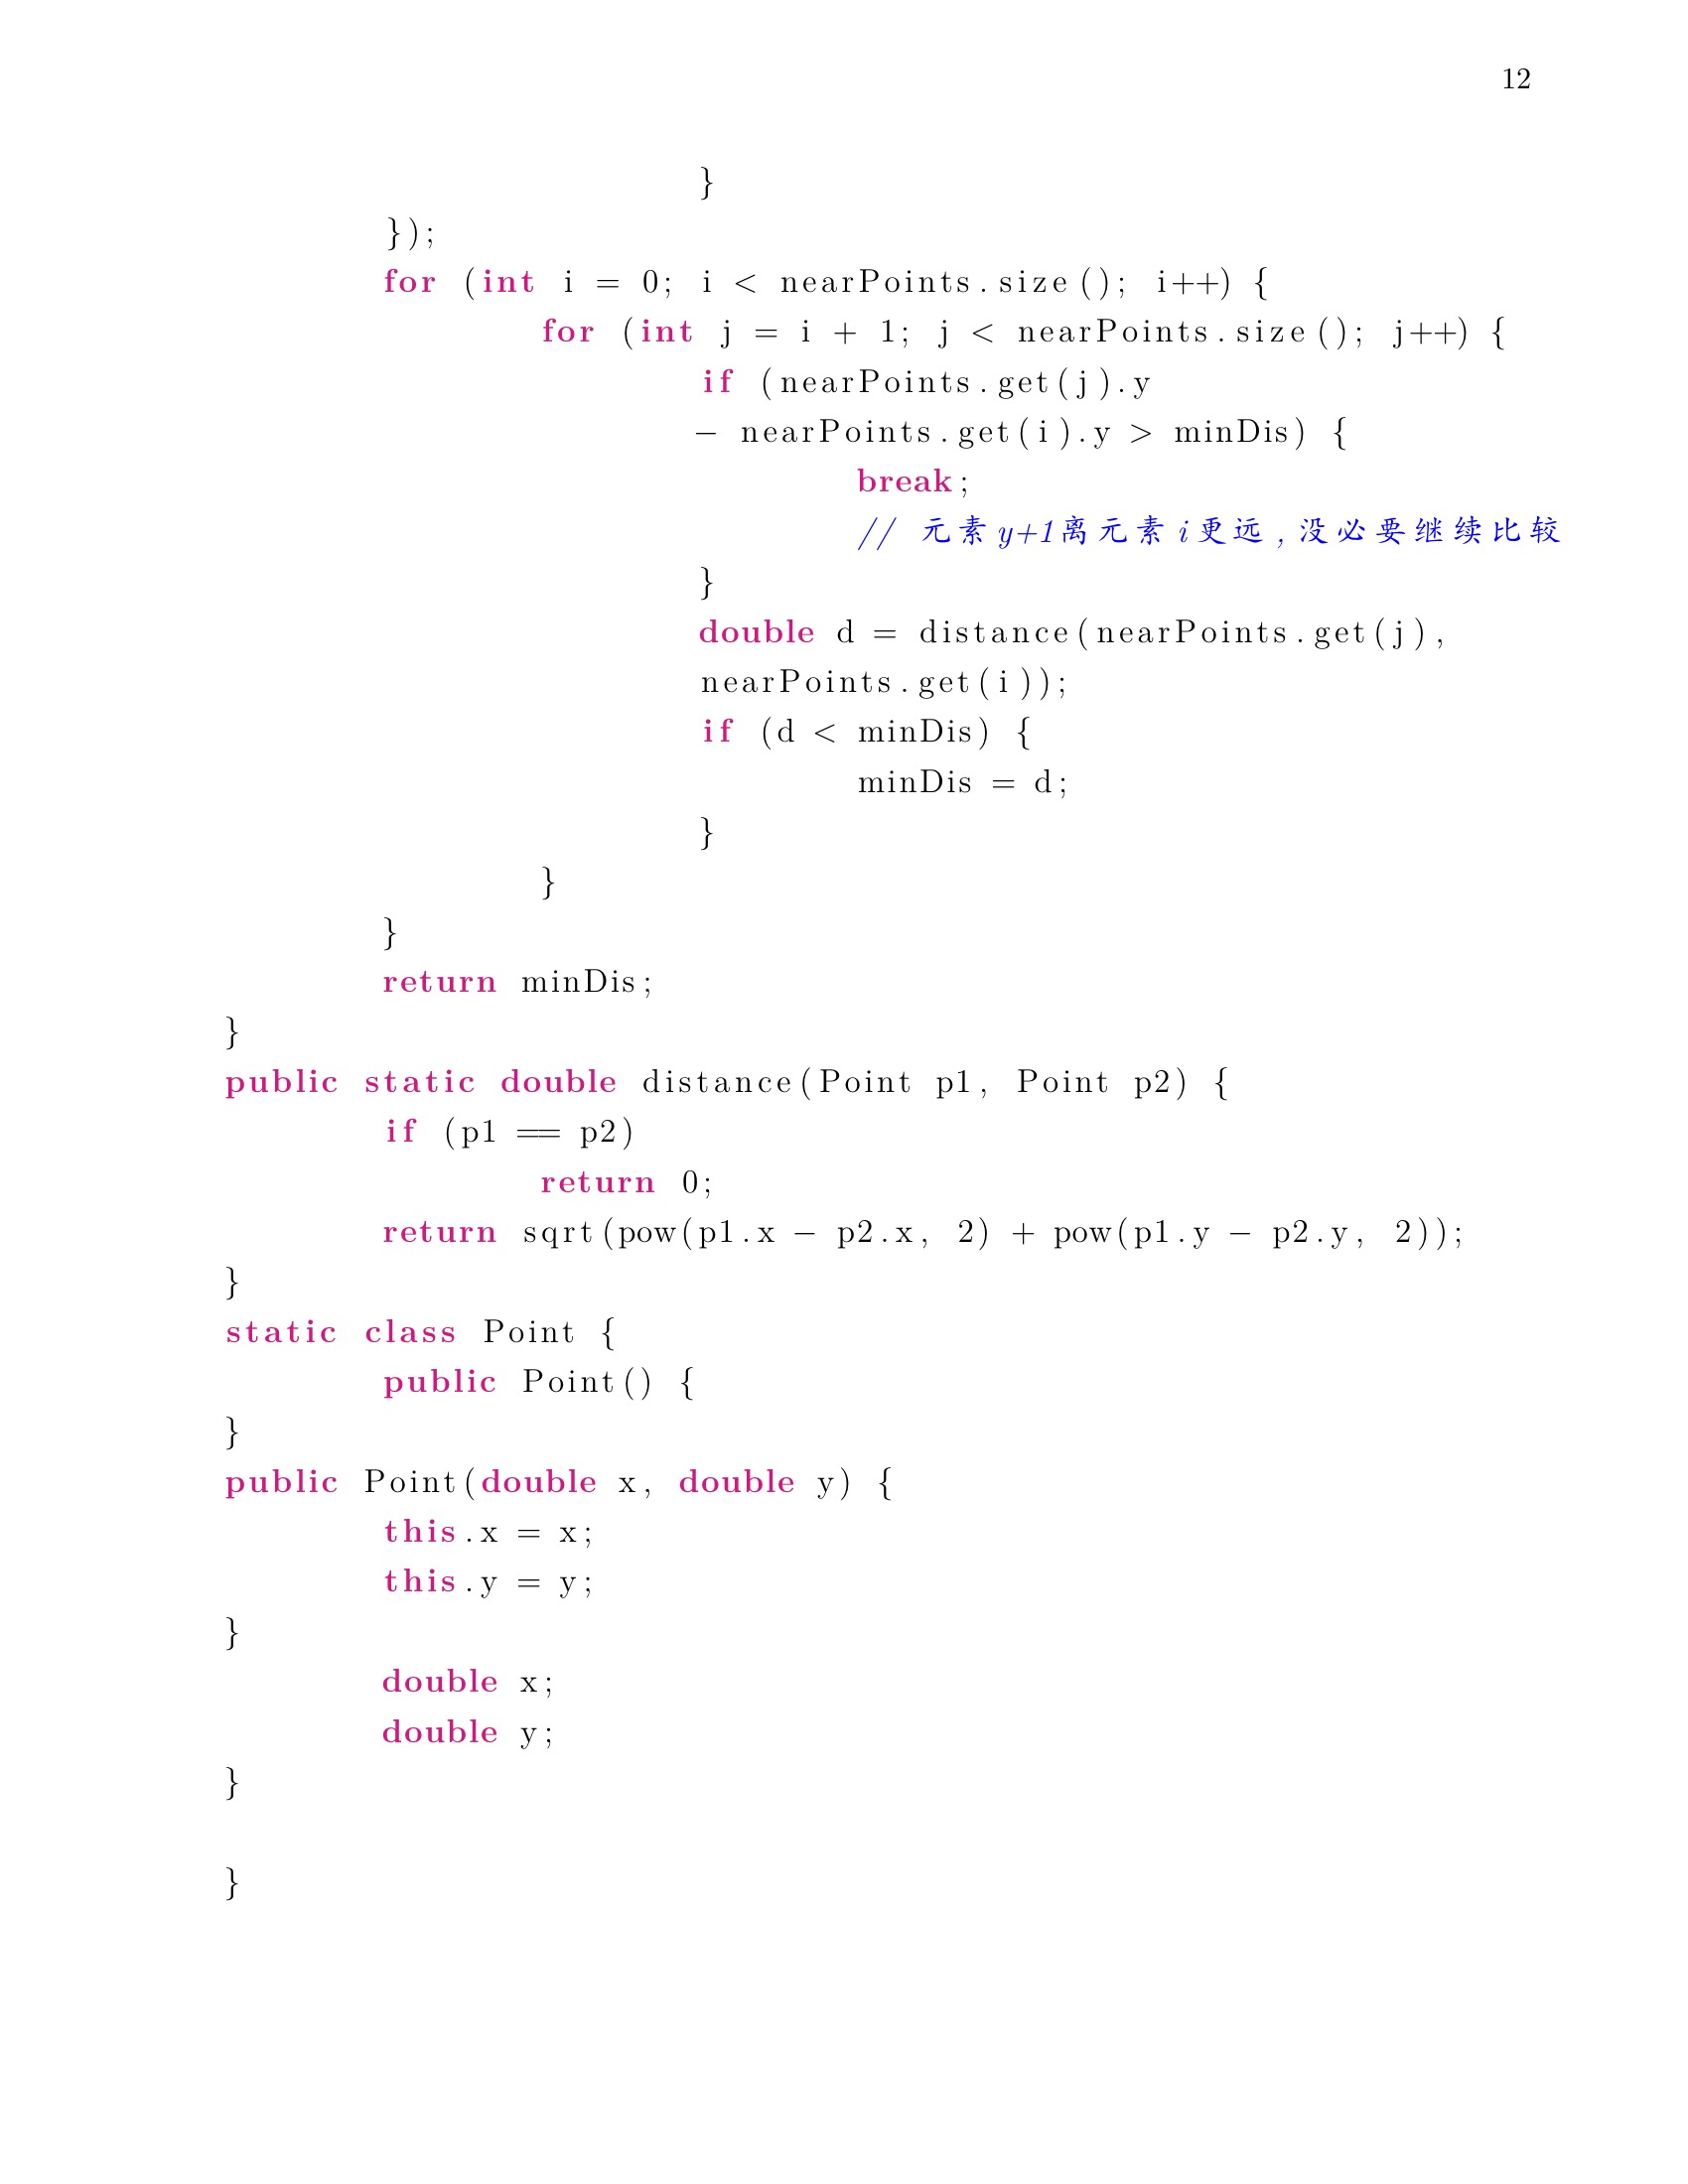 12
}
});
for (int i = 0; i < nearPoints.size(); i++) {
for (int j = i + 1; j < nearPoints.size(); j++) {
if (nearPoints.get(j).y
− nearPoints.get(i).y > minDis) {
break;
// 元素y+1离元素i更远,没必要继续比较
}
double d = distance(nearPoints.get(j),
nearPoints.get(i));
if (d < minDis) {
minDis = d;
}
}
}
return minDis;
}
public static double distance(Point p1, Point p2) {
if (p1 == p2)
return 0;
return sqrt(pow(p1.x − p2.x, 2) + pow(p1.y − p2.y, 2));
}
static class Point {
public Point() {
}
public Point(double x, double y) {
this.x = x;
this.y = y;
}
double x;
double y;
}
}